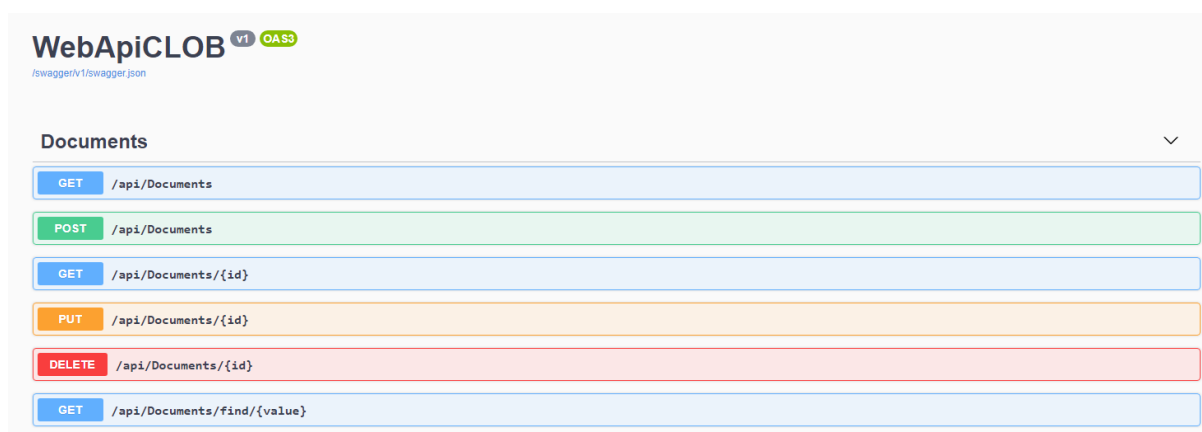 WebApiCLOB v1 OAS3
/swagger/v1/swagger.json
Documents
GET /api/Documents
POST /api/Documents
GET /api/Documents/{id}
PUT /api/Documents/{id}
DELETE /api/Documents/{id}
GET /api/Documents/find/{value}